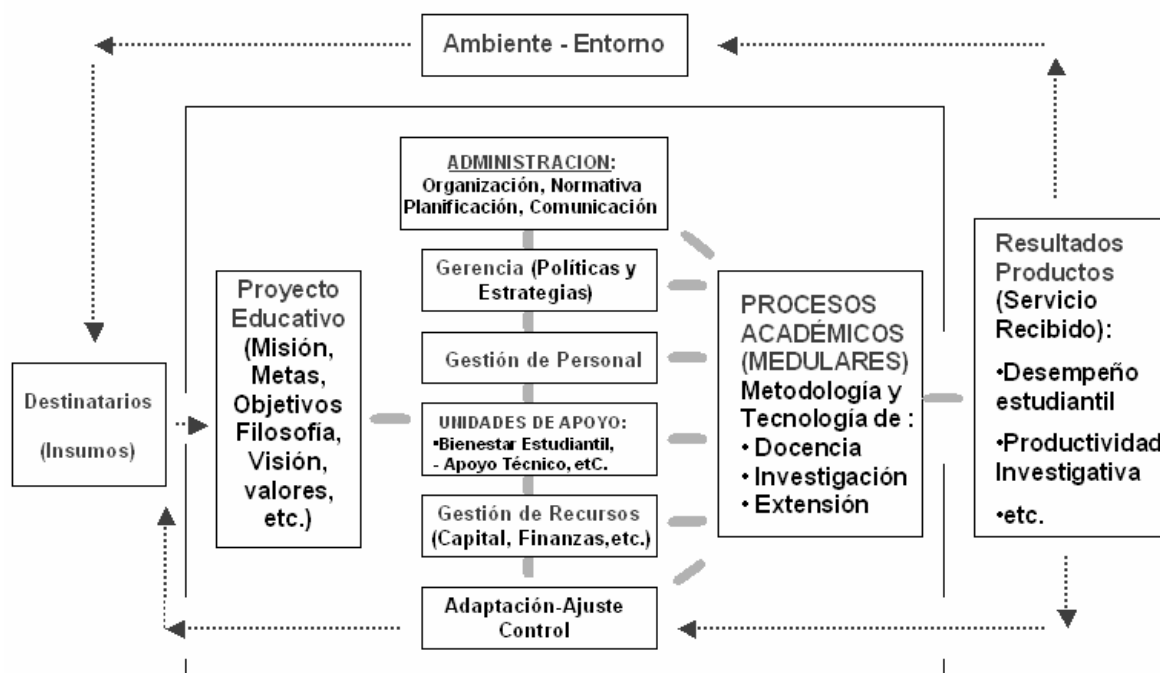 Ambiente - Entorno
ADMINISTRACION:
Organización, Normativa
Planificación, Comunicación
Gerencia (Políticas y
Estrategias)
Gestión de Personal
UNIDADES DE APOYO:
•Bienestar Estudiantil,
- Apoyo Técnico, etC.
Gestión de Recursos
(Capital, Finanzas,etc.)
Adaptación-Ajuste
Control
Destinatarios
(Insumos)
Proyecto
Educativo
(Misión,
Metas,
Objetivos
Filosofía,
Visión,
valores,
etc.)
PROCESOS
ACADÉMICOS
(MEDULARES)
Metodología y
Tecnología de :
• Docencia
• Investigación
• Extensión
Resultados
Productos
(Servicio
Recibido):
•Desempeño
estudiantil
•Productividad
Investigativa
•etc.